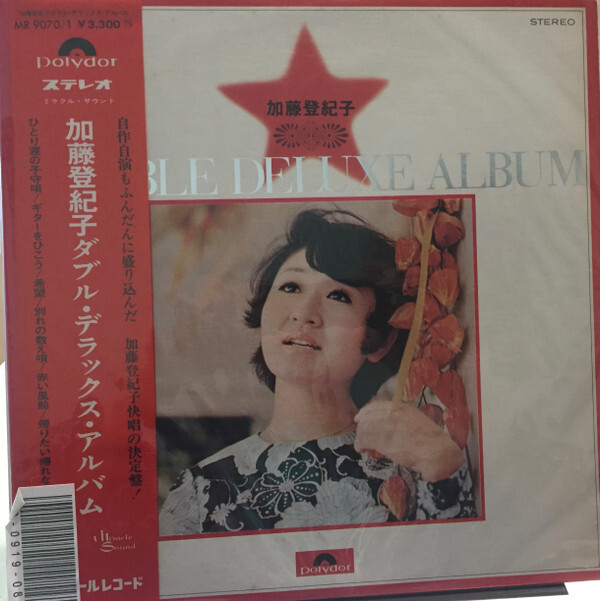 MR 9070/1 ¥3,300
Polydor
ステレオ
ミラクル・サウンド
自作自演もふんだんに盛り込んだ 加藤登紀子快唱の決定盤!
加藤登紀子ダブル・デラックス・アルバム
ひとり寝の子守唄/ギターをひこう/希望/別れの数え唄/赤い風船/帰りたい帰れな
Miracle Sound
ールレコード
0919-08
STEREO
加藤登紀子
BLE DELUXE ALBUM
Polydor